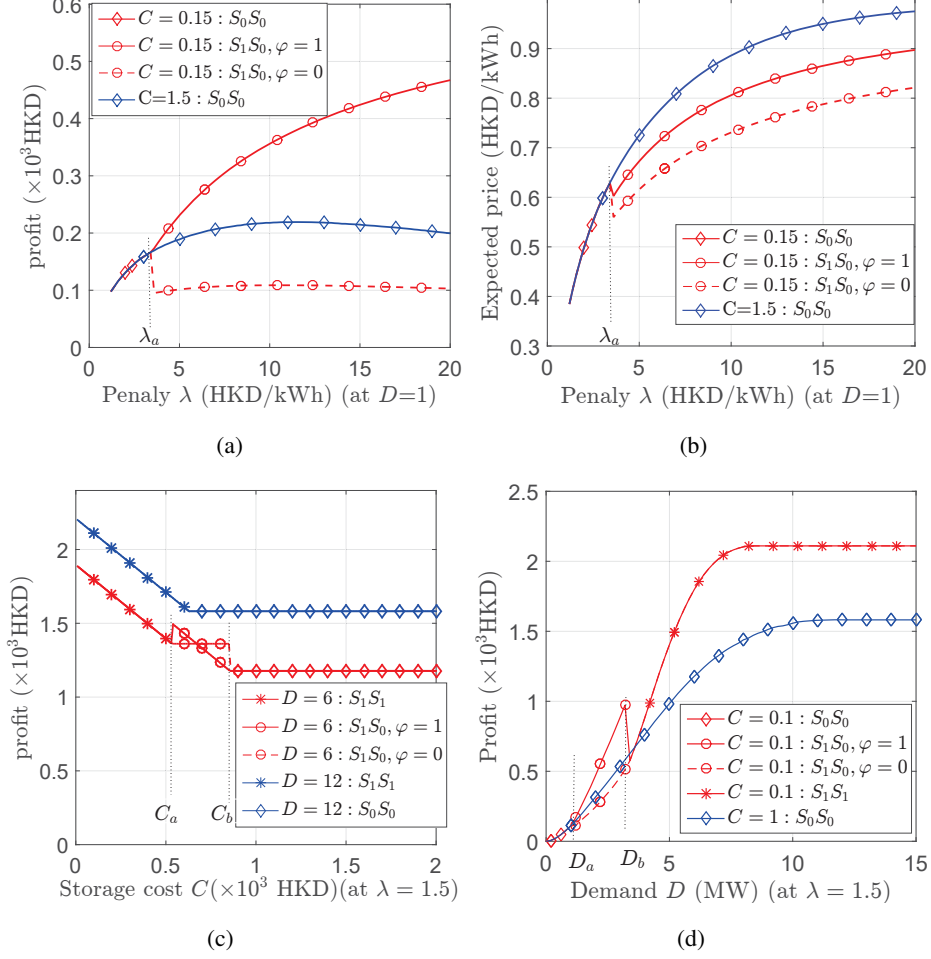 0.6
0.5
0.4
0.3
0.2
0.1
0
profit (×10³HKD)
C = 0.15 : S₀S₀
C = 0.15 : S₁S₀, φ = 1
C = 0.15 : S₁S₀, φ = 0
C=1.5 : S₀S₀
λₐ
0 5 10 15 20
Penaly λ (HKD/kWh) (at D=1)
(a)
0.9
0.8
0.7
0.6
0.5
0.4
0.3
Expected price (HKD/kWh)
C = 0.15 : S₀S₀
C = 0.15 : S₁S₀, φ = 1
C = 0.15 : S₁S₀, φ = 0
C=1.5 : S₀S₀
λₐ
0 5 10 15 20
Penaly λ (HKD/kWh) (at D=1)
(b)
2
1.5
1
0.5
0
profit (×10³HKD)
D = 6 : S₁S₁
D = 6 : S₁S₀, φ = 1
D = 6 : S₁S₀, φ = 0
D = 12 : S₁S₁
D = 12 : S₀S₀
Cₐ C_b
0 0.5 1 1.5 2
Storage cost C(×10³ HKD)(at λ = 1.5)
(c)
2.5
2
1.5
1
0.5
0
Profit (×10³HKD)
C = 0.1 : S₀S₀
C = 0.1 : S₁S₀, φ = 1
C = 0.1 : S₁S₀, φ = 0
C = 0.1 : S₁S₁
C = 1 : S₀S₀
Dₐ D_b
0 5 10 15
Demand D (MW) (at λ = 1.5)
(d)